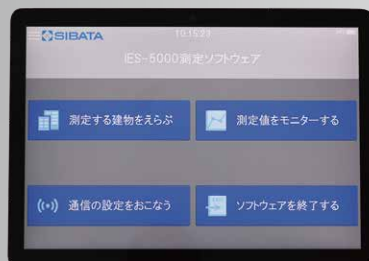 SIBATA
10:15:23
IES-5000測定ソフトウェア
測定する建物をえらぶ
測定値をモニターする
通信の設定をおこなう
ソフトウェアを終了する